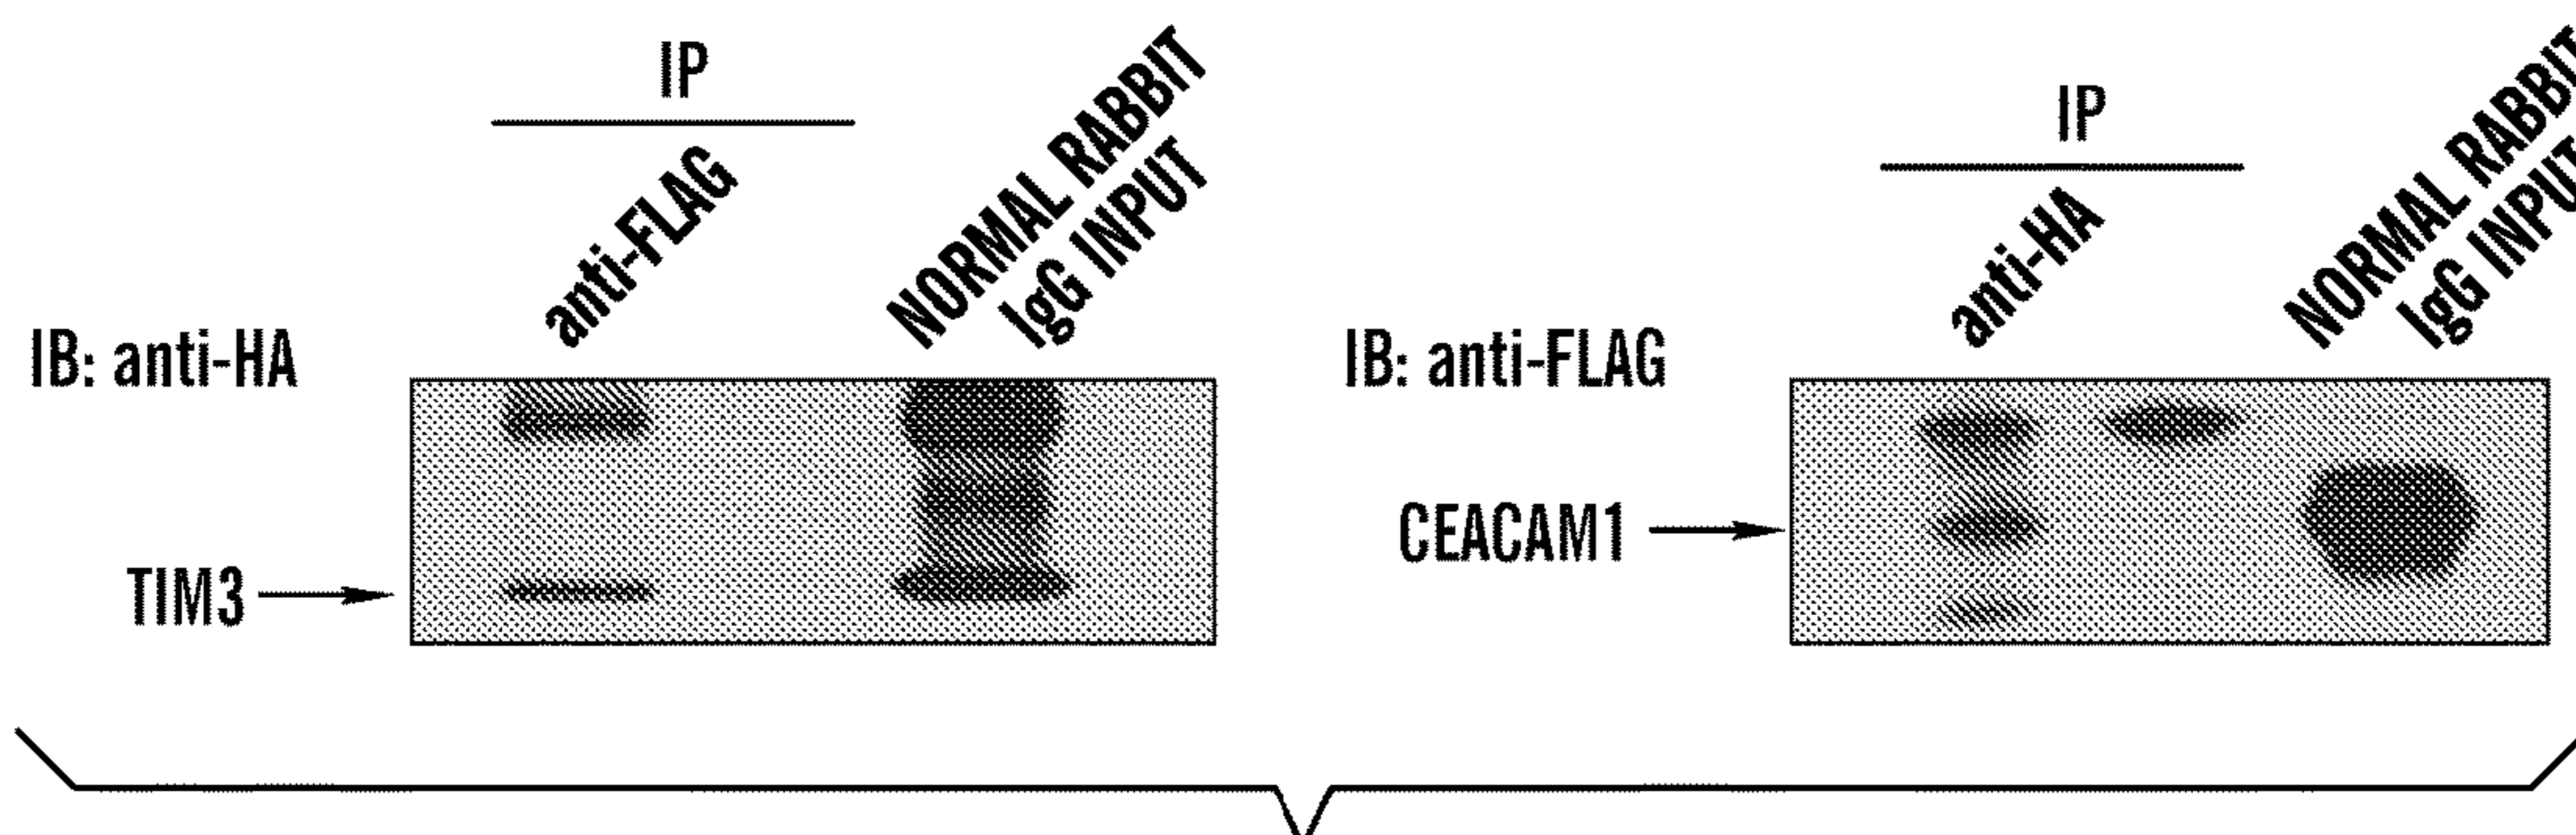 IP
anti-FLAG
NORMAL RABBIT
IgG INPUT
IB: anti-HA
TIM3
IP
anti-HA
NORMAL RABBIT
IgG INPUT
IB: anti-FLAG
CEACAM1